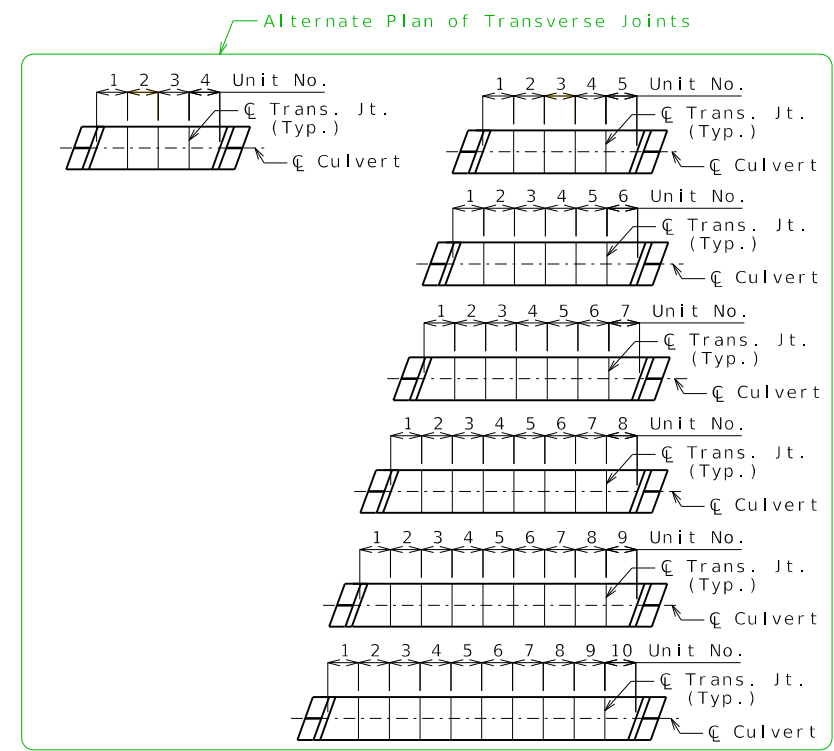 Alternate Plan of Transverse Joints
1 2 3 4 Unit No.
℄ Trans. Jt.
(Typ.)
℄ Culvert
1 2 3 4 5 Unit No.
℄ Trans. Jt.
(Typ.)
℄ Culvert
1 2 3 4 5 6 Unit No.
℄ Trans. Jt.
(Typ.)
℄ Culvert
1 2 3 4 5 6 7 Unit No.
℄ Trans. Jt.
(Typ.)
℄ Culvert
1 2 3 4 5 6 7 8 Unit No.
℄ Trans. Jt.
(Typ.)
℄ Culvert
1 2 3 4 5 6 7 8 9 Unit No.
℄ Trans. Jt.
(Typ.)
℄ Culvert
1 2 3 4 5 6 7 8 9 10 Unit No.
℄ Trans. Jt.
(Typ.)
℄ Culvert